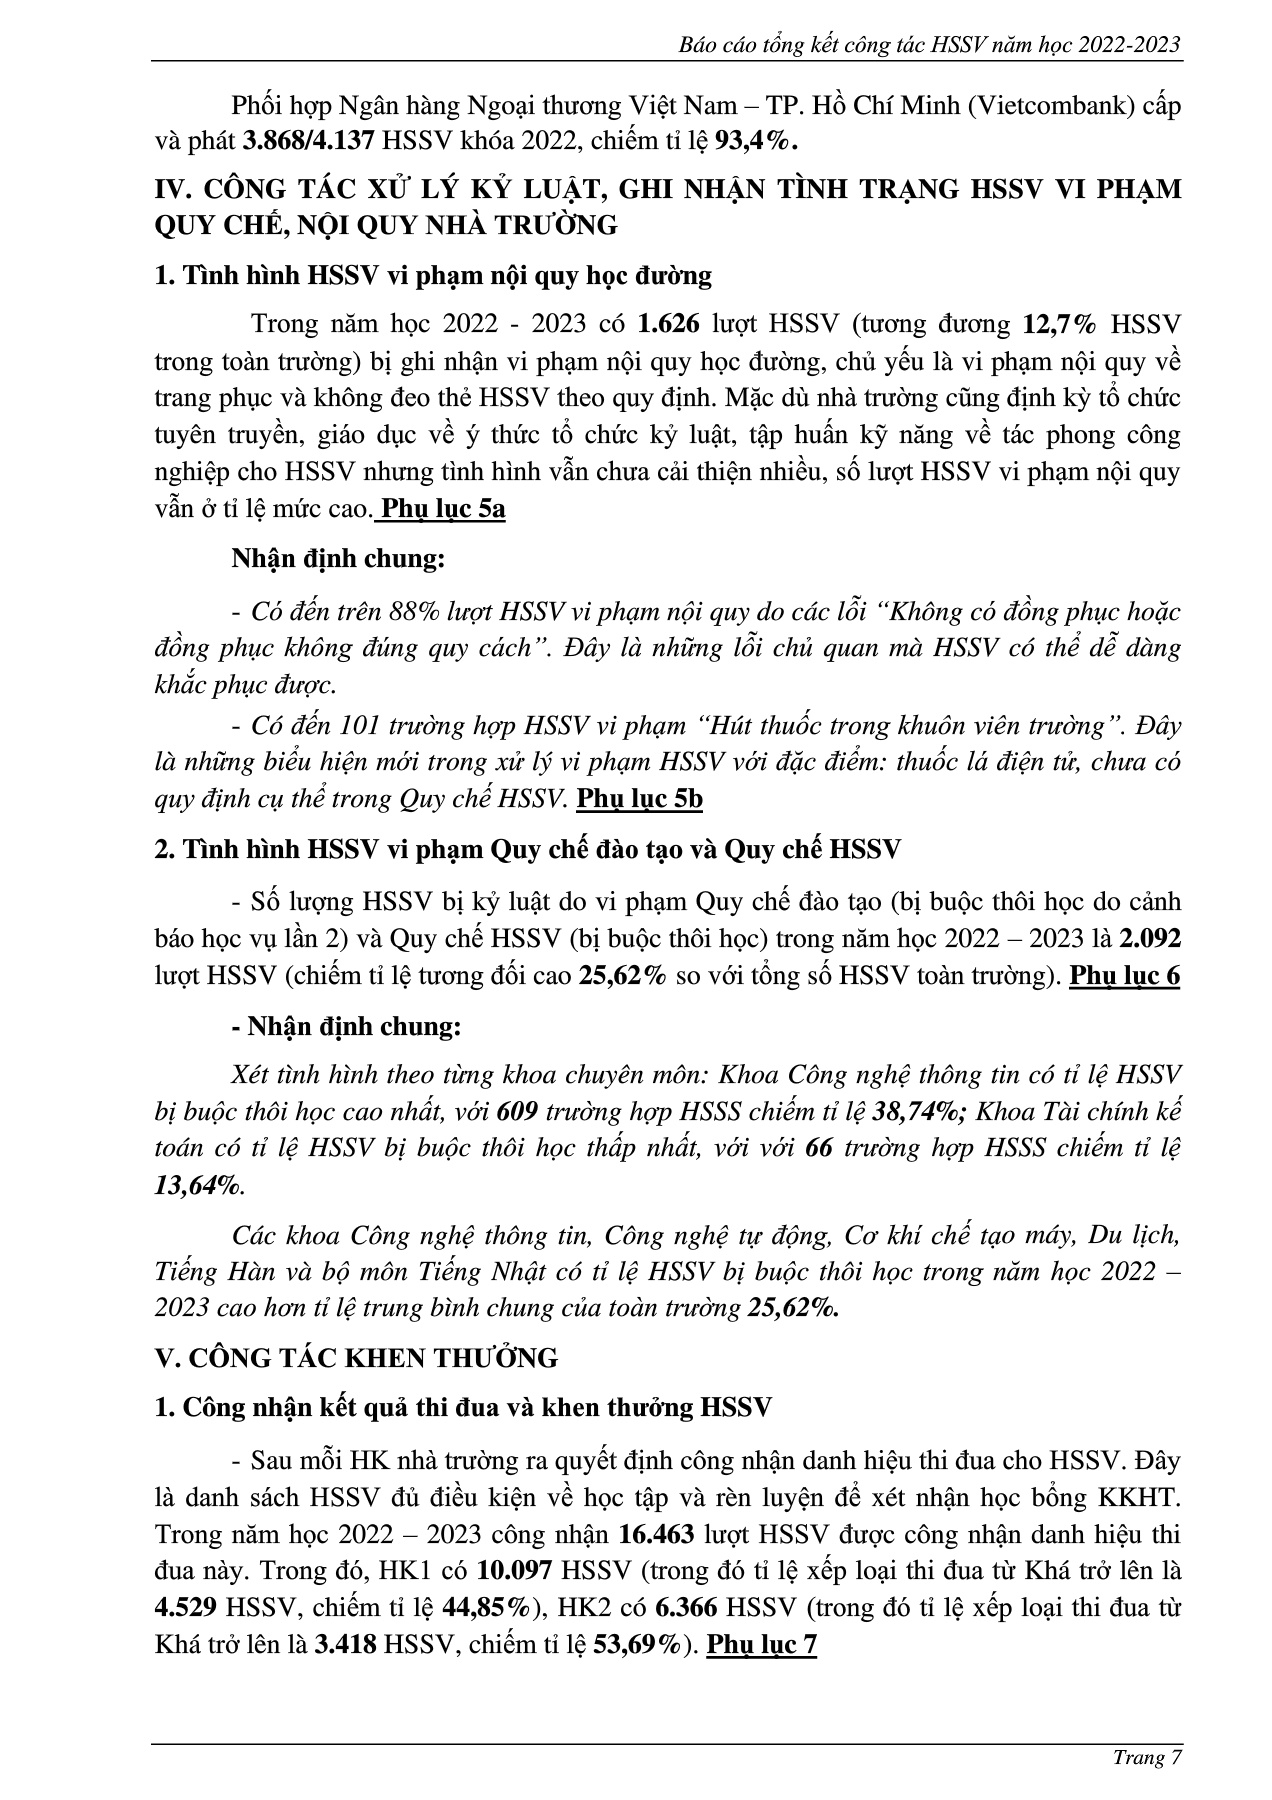 Báo cáo tổng kết công tác HSSV năm học 2022-2023
Phối hợp Ngân hàng Ngoại thương Việt Nam – TP. Hồ Chí Minh (Vietcombank) cấp
và phát 3.868/4.137 HSSV khóa 2022, chiếm tỉ lệ 93,4%.
IV. CÔNG TÁC XỬ LÝ KỶ LUẬT, GHI NHẬN TÌNH TRẠNG HSSV VI PHẠM
QUY CHẾ, NỘI QUY NHÀ TRƯỜNG
1. Tình hình HSSV vi phạm nội quy học đường
Trong năm học 2022 - 2023 có 1.626 lượt HSSV (tương đương 12,7% HSSV
trong toàn trường) bị ghi nhận vi phạm nội quy học đường, chủ yếu là vi phạm nội quy về
trang phục và không đeo thẻ HSSV theo quy định. Mặc dù nhà trường cũng định kỳ tổ chức
tuyên truyền, giáo dục về ý thức tổ chức kỷ luật, tập huấn kỹ năng về tác phong công
nghiệp cho HSSV nhưng tình hình vẫn chưa cải thiện nhiều, số lượt HSSV vi phạm nội quy
vẫn ở tỉ lệ mức cao. Phụ lục 5a
Nhận định chung:
- Có đến trên 88% lượt HSSV vi phạm nội quy do các lỗi “Không có đồng phục hoặc
đồng phục không đúng quy cách”. Đây là những lỗi chủ quan mà HSSV có thể dễ dàng
khắc phục được.
- Có đến 101 trường hợp HSSV vi phạm “Hút thuốc trong khuôn viên trường”. Đây
là những biểu hiện mới trong xử lý vi phạm HSSV với đặc điểm: thuốc lá điện tử, chưa có
quy định cụ thể trong Quy chế HSSV. Phụ lục 5b
2. Tình hình HSSV vi phạm Quy chế đào tạo và Quy chế HSSV
- Số lượng HSSV bị kỷ luật do vi phạm Quy chế đào tạo (bị buộc thôi học do cảnh
báo học vụ lần 2) và Quy chế HSSV (bị buộc thôi học) trong năm học 2022 – 2023 là 2.092
lượt HSSV (chiếm tỉ lệ tương đối cao 25,62% so với tổng số HSSV toàn trường). Phụ lục 6
- Nhận định chung:
Xét tình hình theo từng khoa chuyên môn: Khoa Công nghệ thông tin có tỉ lệ HSSV
bị buộc thôi học cao nhất, với 609 trường hợp HSSS chiếm tỉ lệ 38,74%; Khoa Tài chính kế
toán có tỉ lệ HSSV bị buộc thôi học thấp nhất, với với 66 trường hợp HSSS chiếm tỉ lệ
13,64%.
Các khoa Công nghệ thông tin, Công nghệ tự động, Cơ khí chế tạo máy, Du lịch,
Tiếng Hàn và bộ môn Tiếng Nhật có tỉ lệ HSSV bị buộc thôi học trong năm học 2022 –
2023 cao hơn tỉ lệ trung bình chung của toàn trường 25,62%.
V. CÔNG TÁC KHEN THƯỞNG
1. Công nhận kết quả thi đua và khen thưởng HSSV
- Sau mỗi HK nhà trường ra quyết định công nhận danh hiệu thi đua cho HSSV. Đây
là danh sách HSSV đủ điều kiện về học tập và rèn luyện để xét nhận học bổng KKHT.
Trong năm học 2022 – 2023 công nhận 16.463 lượt HSSV được công nhận danh hiệu thi
đua này. Trong đó, HK1 có 10.097 HSSV (trong đó tỉ lệ xếp loại thi đua từ Khá trở lên là
4.529 HSSV, chiếm tỉ lệ 44,85%), HK2 có 6.366 HSSV (trong đó tỉ lệ xếp loại thi đua từ
Khá trở lên là 3.418 HSSV, chiếm tỉ lệ 53,69%). Phụ lục 7
Trang 7